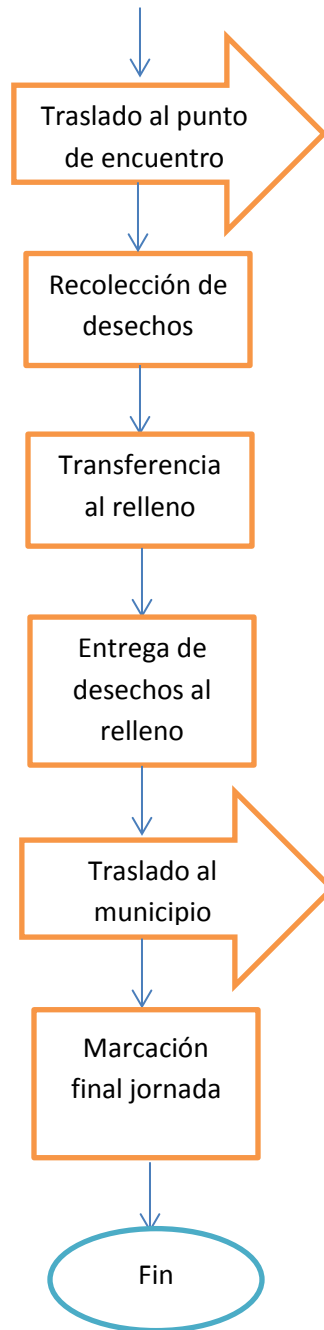 Traslado al punto
de encuentro
Recolección de
desechos
Transferencia
al relleno
Entrega de
desechos al
relleno
Traslado al
municipio
Marcación
final jornada
Fin